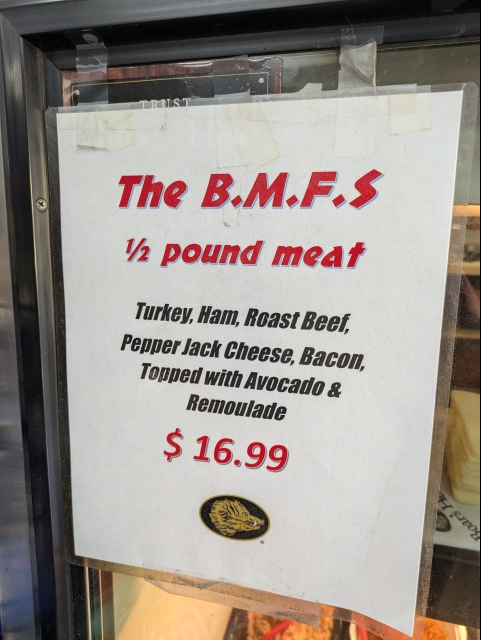 TRUST
The B.M.F.S
½ pound meat
Turkey, Ham, Roast Beef,
Pepper Jack Cheese, Bacon,
Topped with Avocado &
Remoulade
$ 16.99
®
Boar's